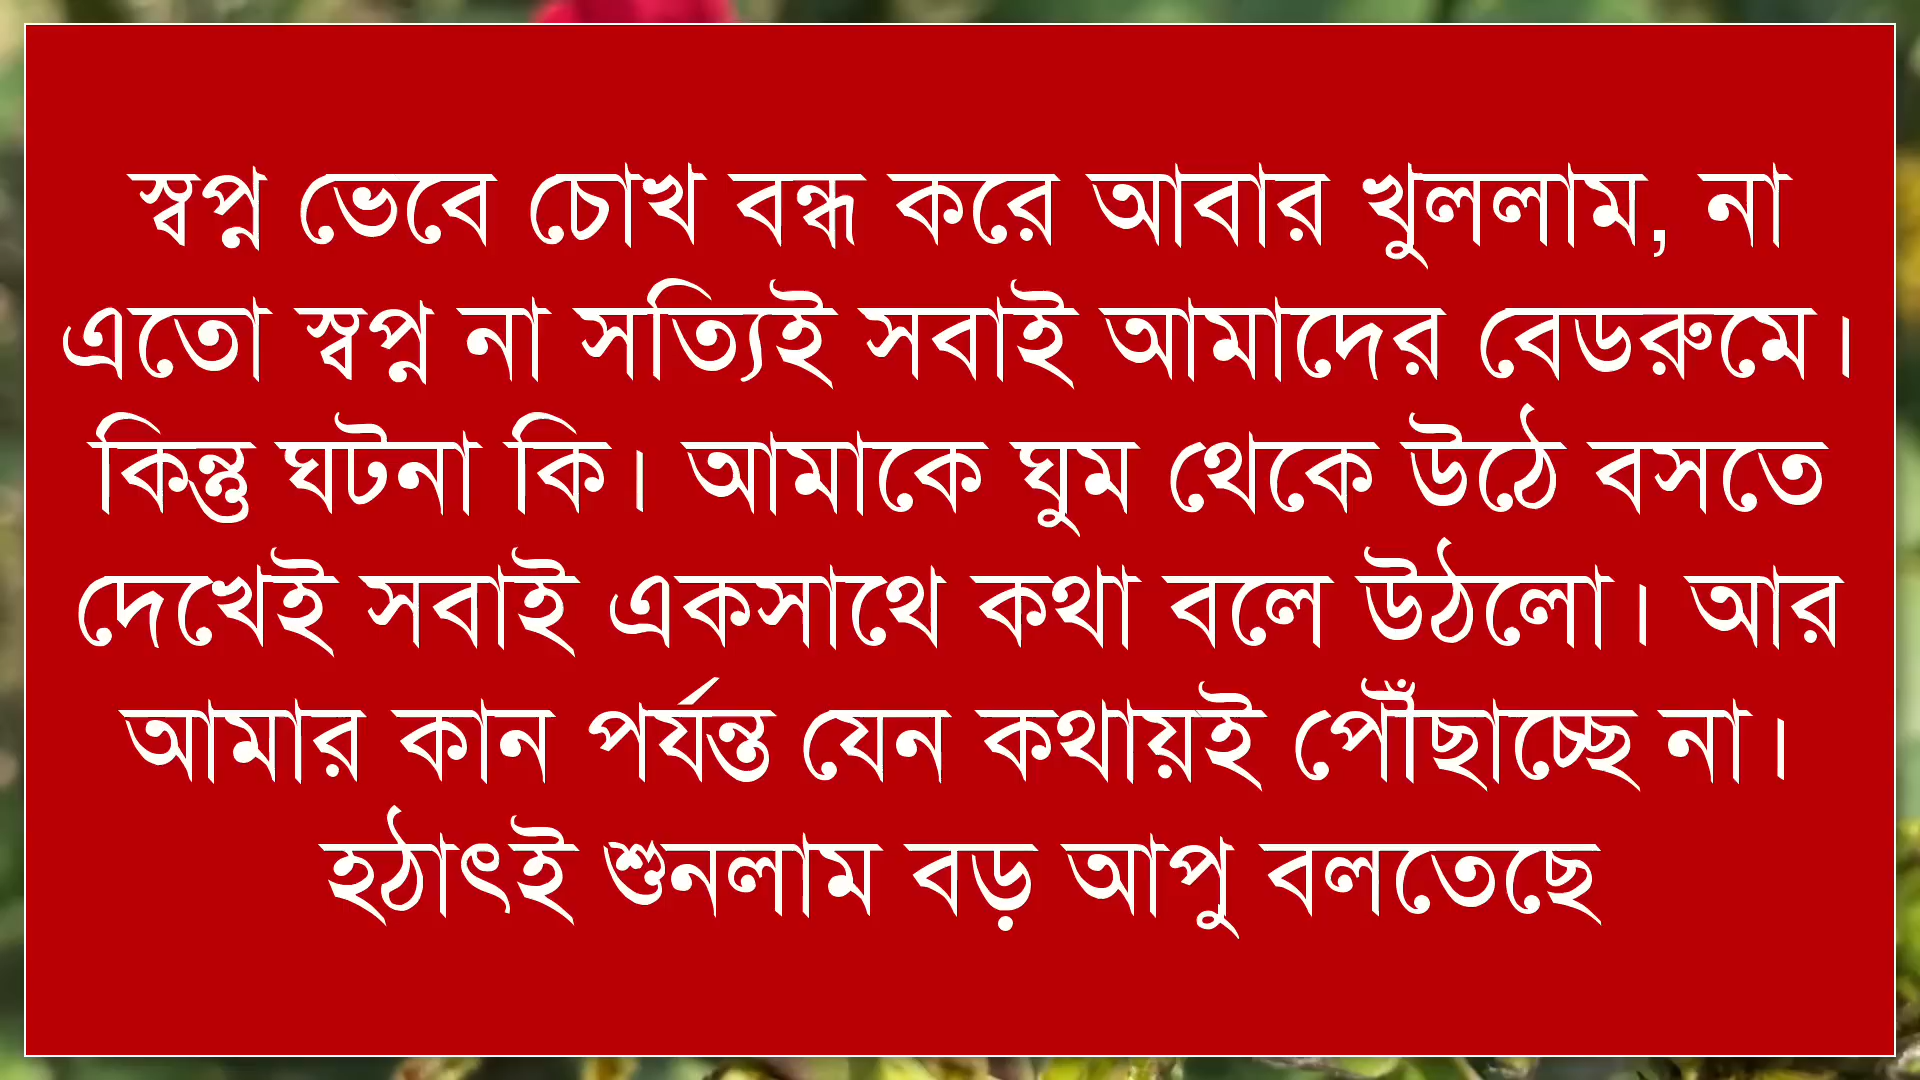 স্বপ্ন ভেবে চোখ বন্ধ করে আবার খুললাম, না
এতো স্বপ্ন না সত্যিই সবাই আমাদের বেডরুমে।
কিন্তু ঘটনা কি। আমাকে ঘুম থেকে উঠে বসতে
দেখেই সবাই একসাথে কথা বলে উঠলো। আর
আমার কান পর্যন্ত যেন কথায়ই পৌঁছাচ্ছে না।
হঠাৎই শুনলাম বড় আপু বলতেছে